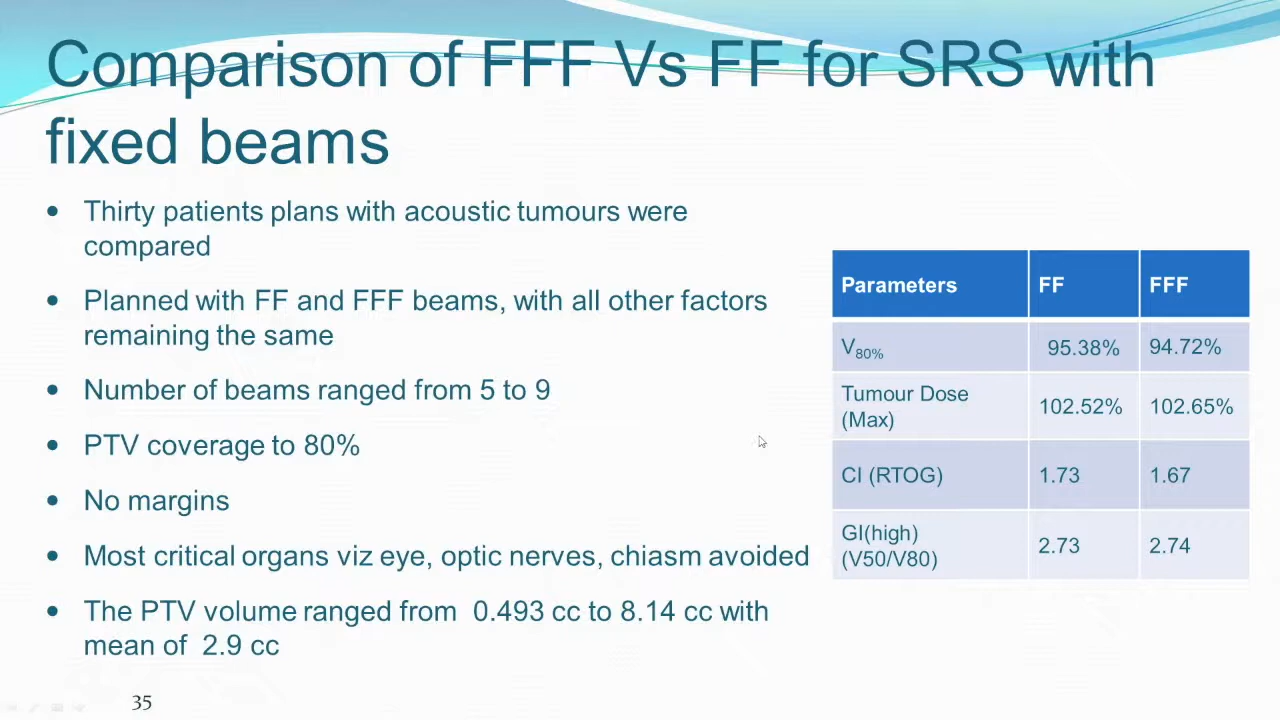 Comparison of FFF Vs FF for SRS with
fixed beams
• Thirty patients plans with acoustic tumours were
compared
• Planned with FF and FFF beams, with all other factors
remaining the same
• Number of beams ranged from 5 to 9
• PTV coverage to 80%
• No margins
• Most critical organs viz eye, optic nerves, chiasm avoided
• The PTV volume ranged from 0.493 cc to 8.14 cc with
mean of 2.9 cc
Parameters FF FFF
V80% 95.38% 94.72%
Tumour Dose
(Max) 102.52% 102.65%
CI (RTOG) 1.73 1.67
GI(high)
(V50/V80) 2.73 2.74
35